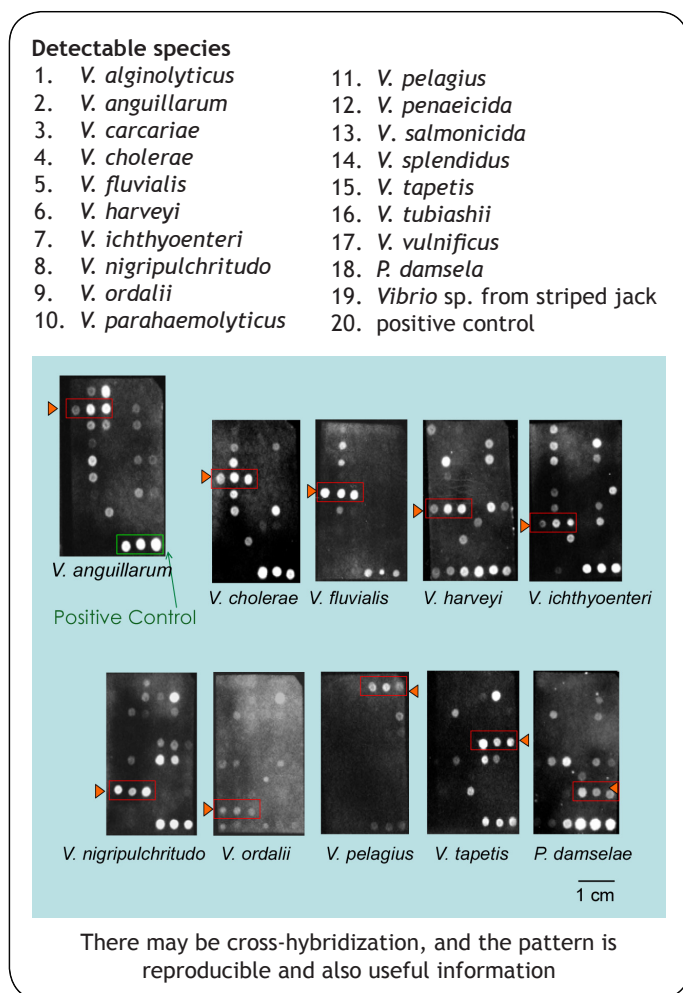 Detectable species
1. V. alginolyticus
2. V. anguillarum
3. V. carcariae
4. V. cholerae
5. V. fluvialis
6. V. harveyi
7. V. ichthyoenteri
8. V. nigripulchritudo
9. V. ordalii
10. V. parahaemolyticus
11. V. pelagius
12. V. penaeicida
13. V. salmonicida
14. V. splendidus
15. V. tapetis
16. V. tubiashii
17. V. vulnificus
18. P. damsela
19. Vibrio sp. from striped jack
20. positive control
V. anguillarum
Positive Control
V. cholerae
V. fluvialis
V. harveyi
V. ichthyoenteri
V. nigripulchritudo
V. ordalii
V. pelagius
V. tapetis
P. damselae
1 cm
There may be cross-hybridization, and the pattern is
reproducible and also useful information